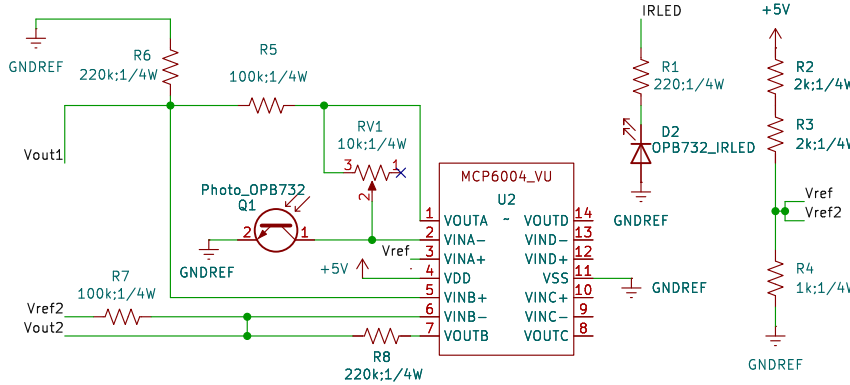 IRLED
+5V
GNDREF
R6
220k;1/4W
R5
100k;1/4W
R1
220;1/4W
R2
2k;1/4W
Vout1
RV1
10k;1/4W
3
1
2
D2
OPB732_IRLED
R3
2k;1/4W
MCP6004_VU
U2
~
Photo_OPB732
Q1
2
1
GNDREF
GNDREF
Vref
Vref2
1 VOUTA
VOUTD 14
2 VINA-
VIND- 13
Vref
3 VINA+
VIND+ 12
+5V
4 VDD
VSS 11
GNDREF
5 VINB+
VINC+ 10
6 VINB-
VINC- 9
7 VOUTB
VOUTC 8
R4
1k;1/4W
R7
100k;1/4W
Vref2
Vout2
R8
220k;1/4W
GNDREF